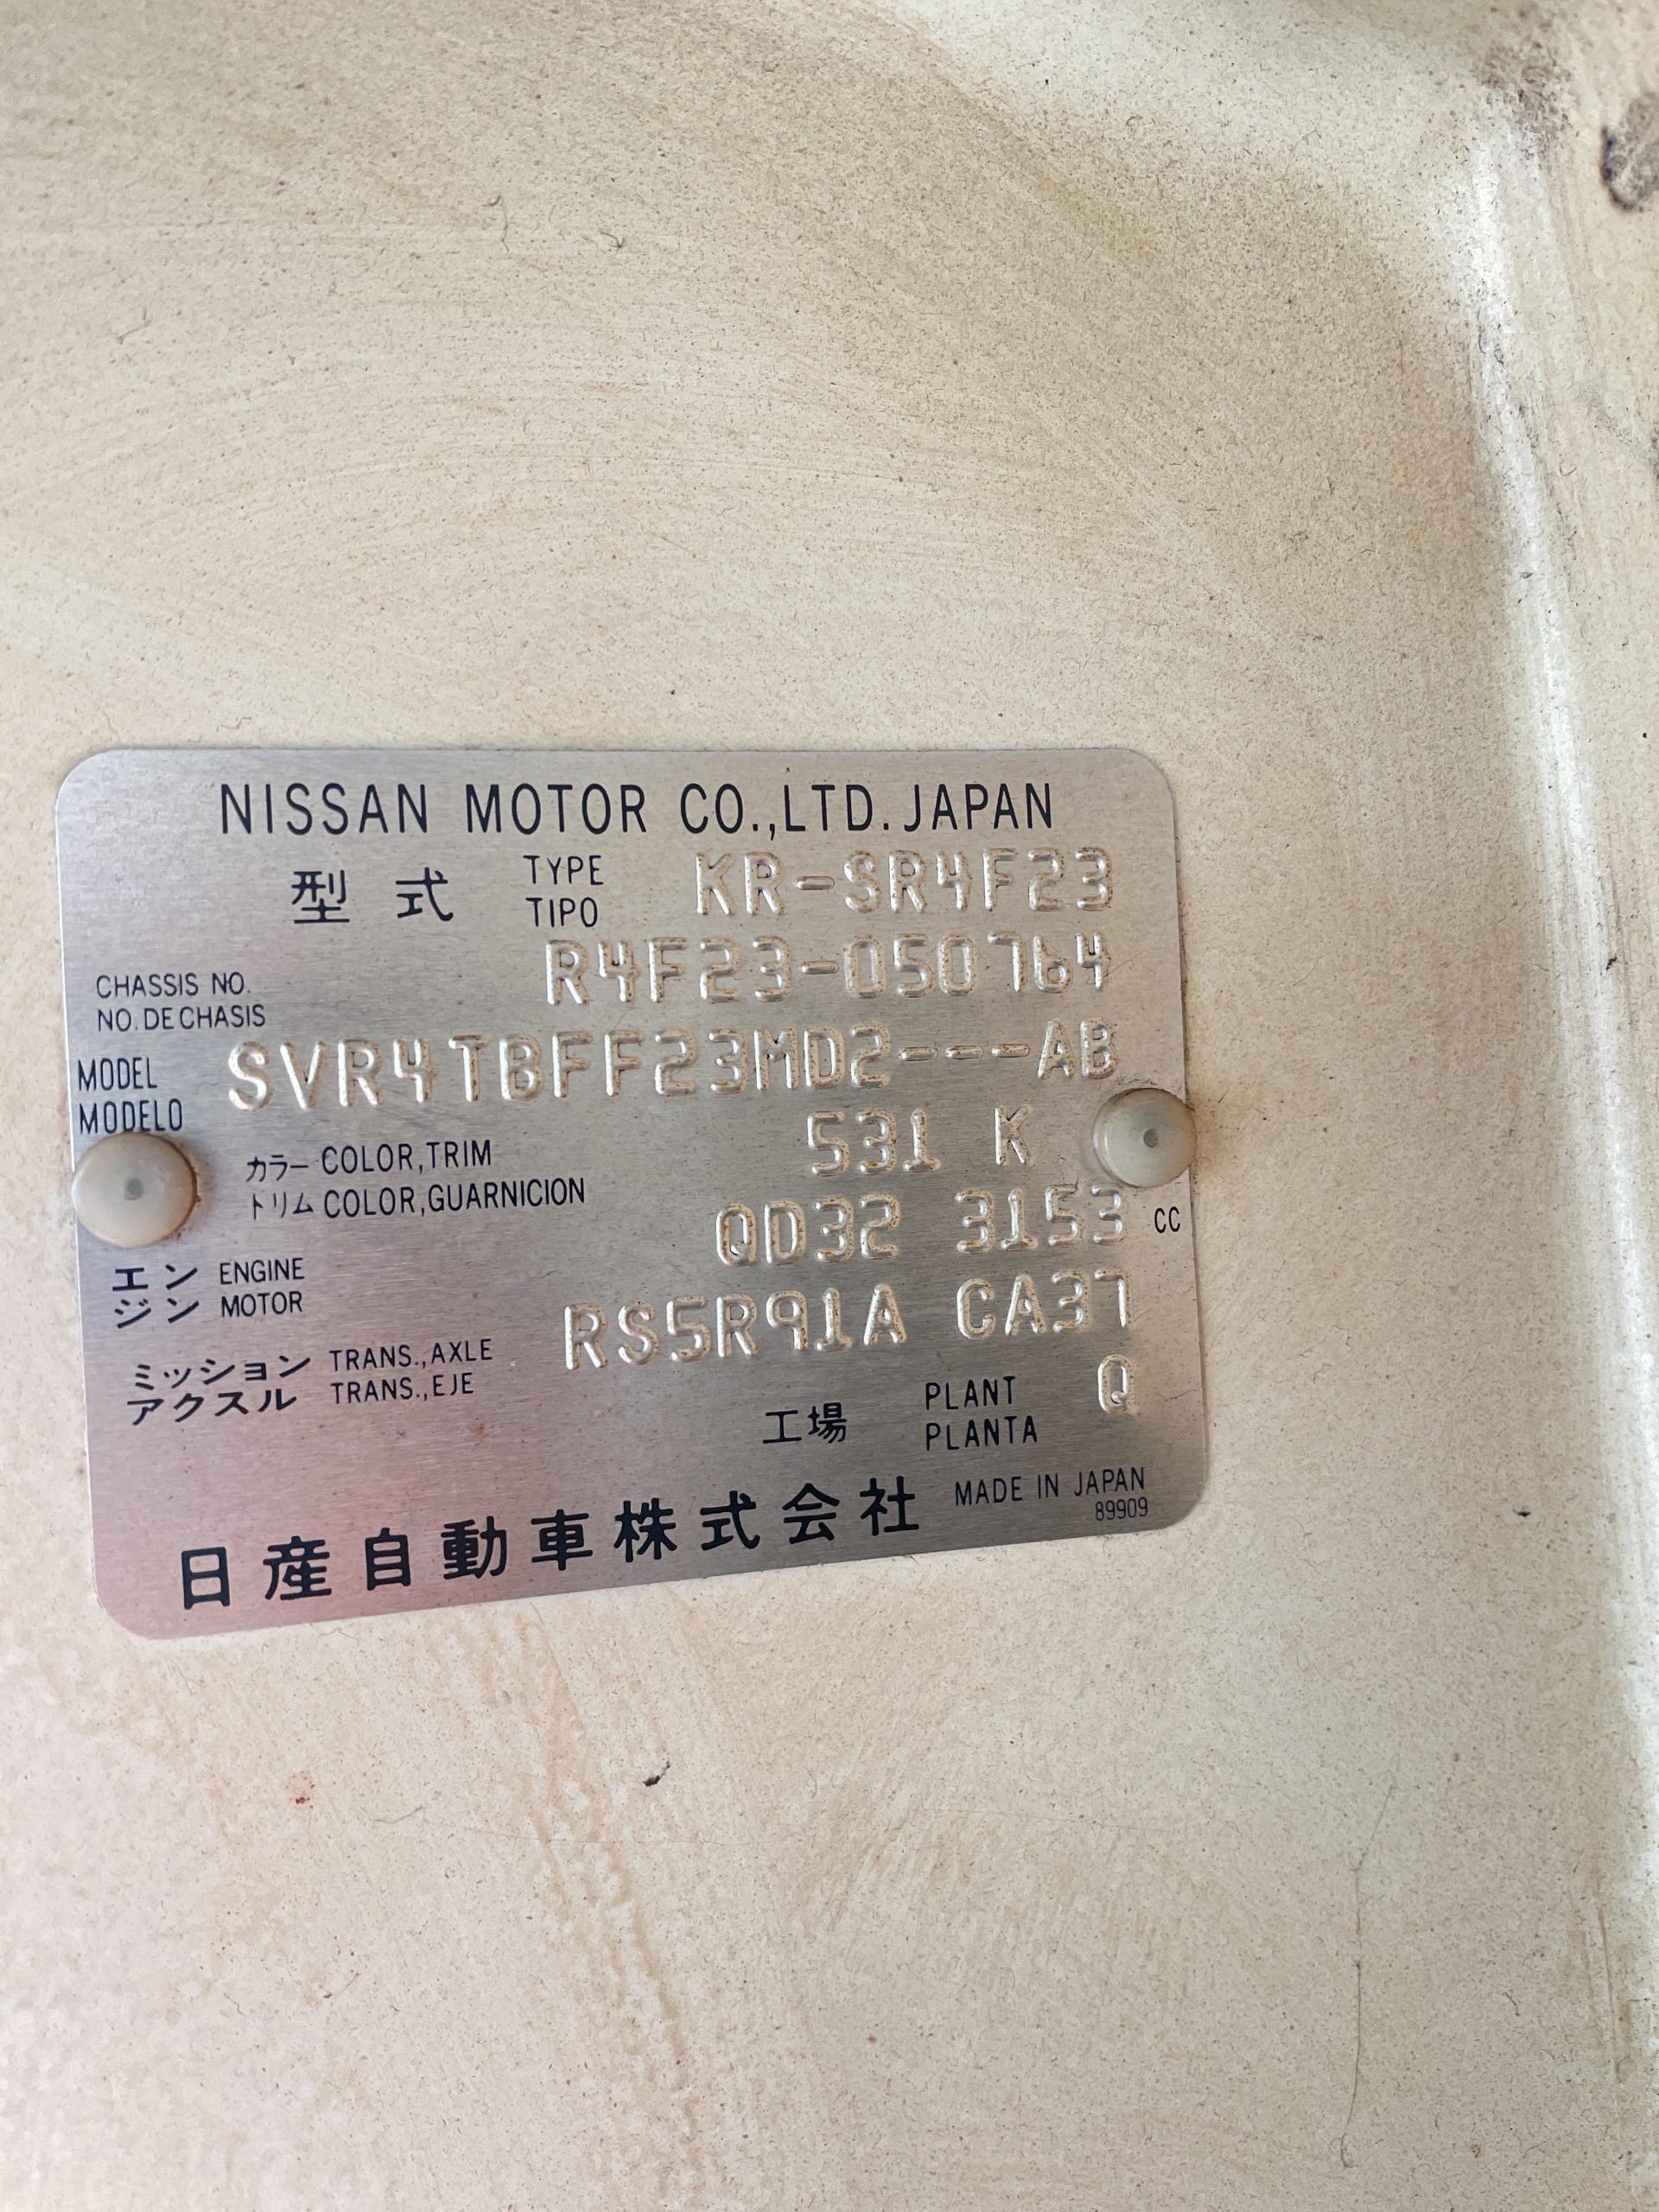 NISSAN MOTOR CO.,LTD. JAPAN
型式 TYPE KR-SR4F23
TIPO
CHASSIS NO. R4F23-050764
NO. DE CHASIS
MODEL SVR4TBFF23MD2---AB
MODELO
カラー COLOR,TRIM 531 K
トリム COLOR,GUARNICION
エン ENGINE QD32 3153 CC
ジン MOTOR
ミッション TRANS.,AXLE RS5R91A CA37
アクスル TRANS.,EJE
工場 PLANT Q
PLANTA
日産自動車株式会社 MADE IN JAPAN
89909